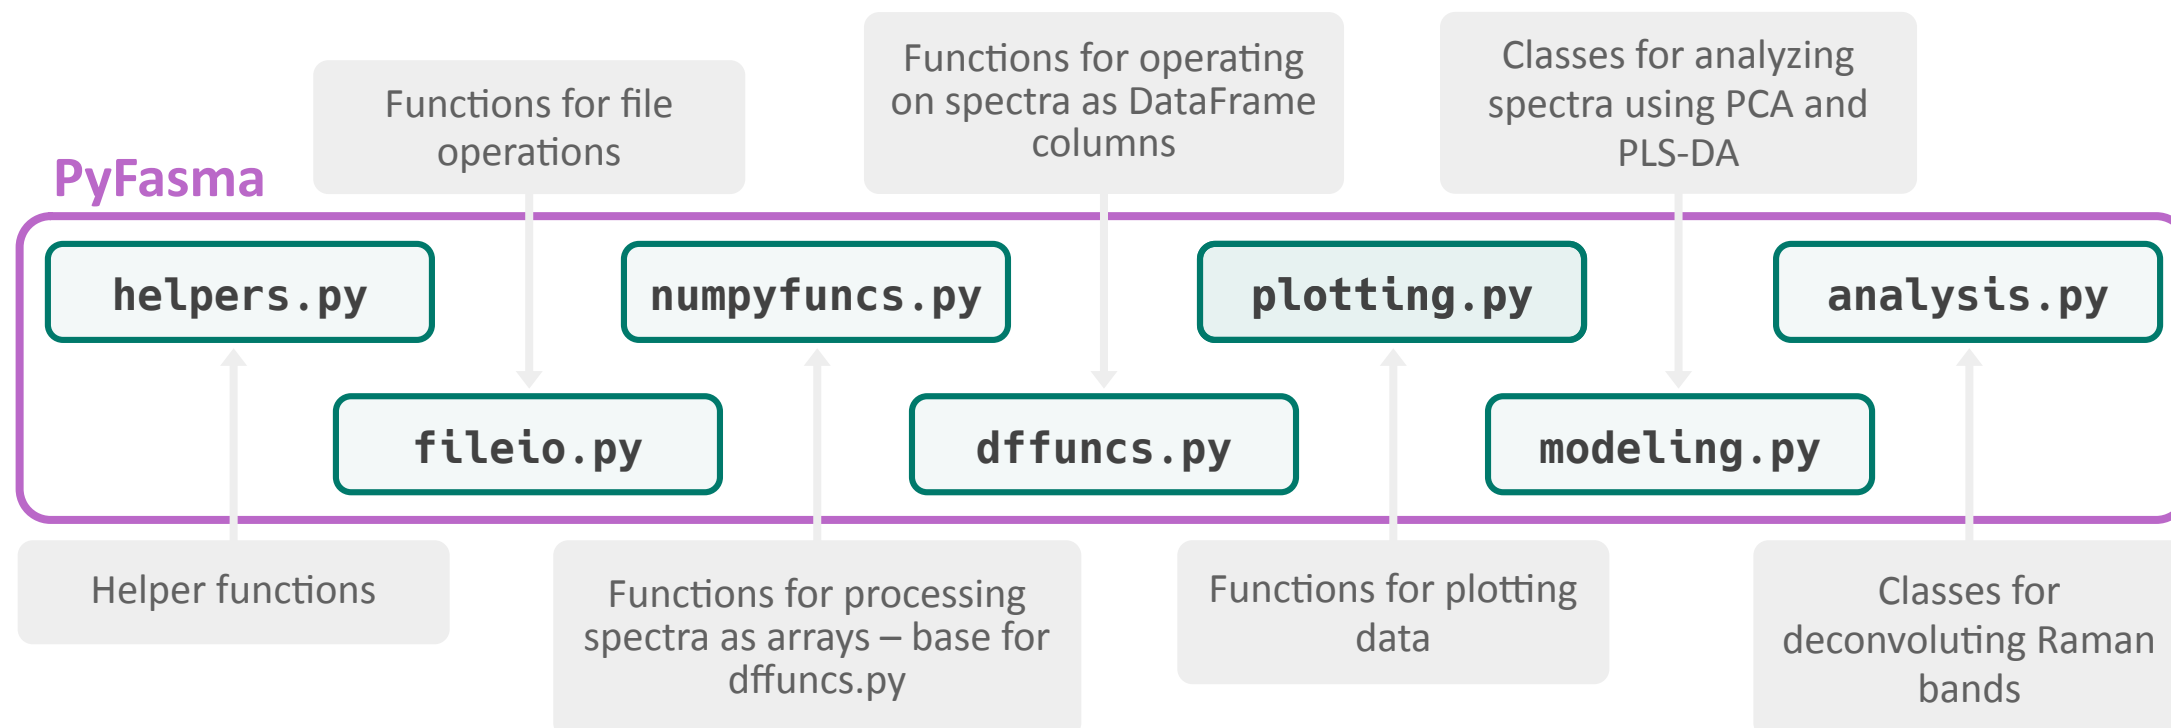 Functions for file
operations
Functions for operating
on spectra as DataFrame
columns
Classes for analyzing
spectra using PCA and
PLS-DA
PyFasma
helpers.py
numpyfuncs.py
plotting.py
analysis.py
fileio.py
dffuncs.py
modeling.py
Helper functions
Functions for processing
spectra as arrays – base for
dffuncs.py
Functions for plotting
data
Classes for
deconvoluting Raman
bands